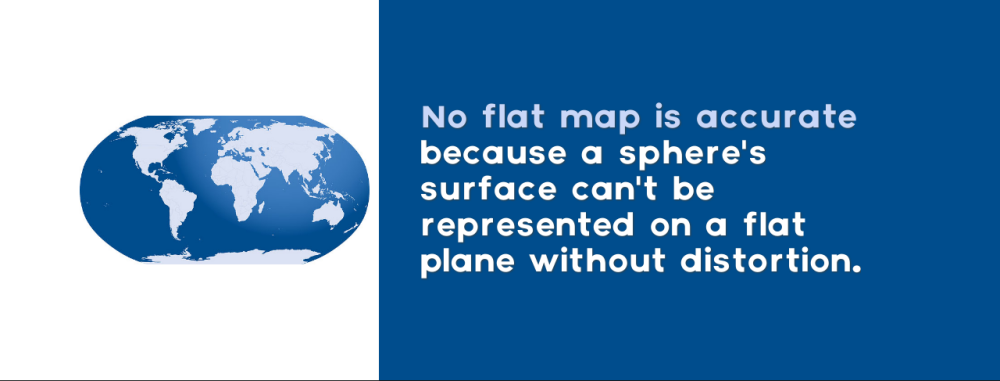 No flat map is accurate
because a sphere's
surface can't be
represented on a flat
plane without distortion.